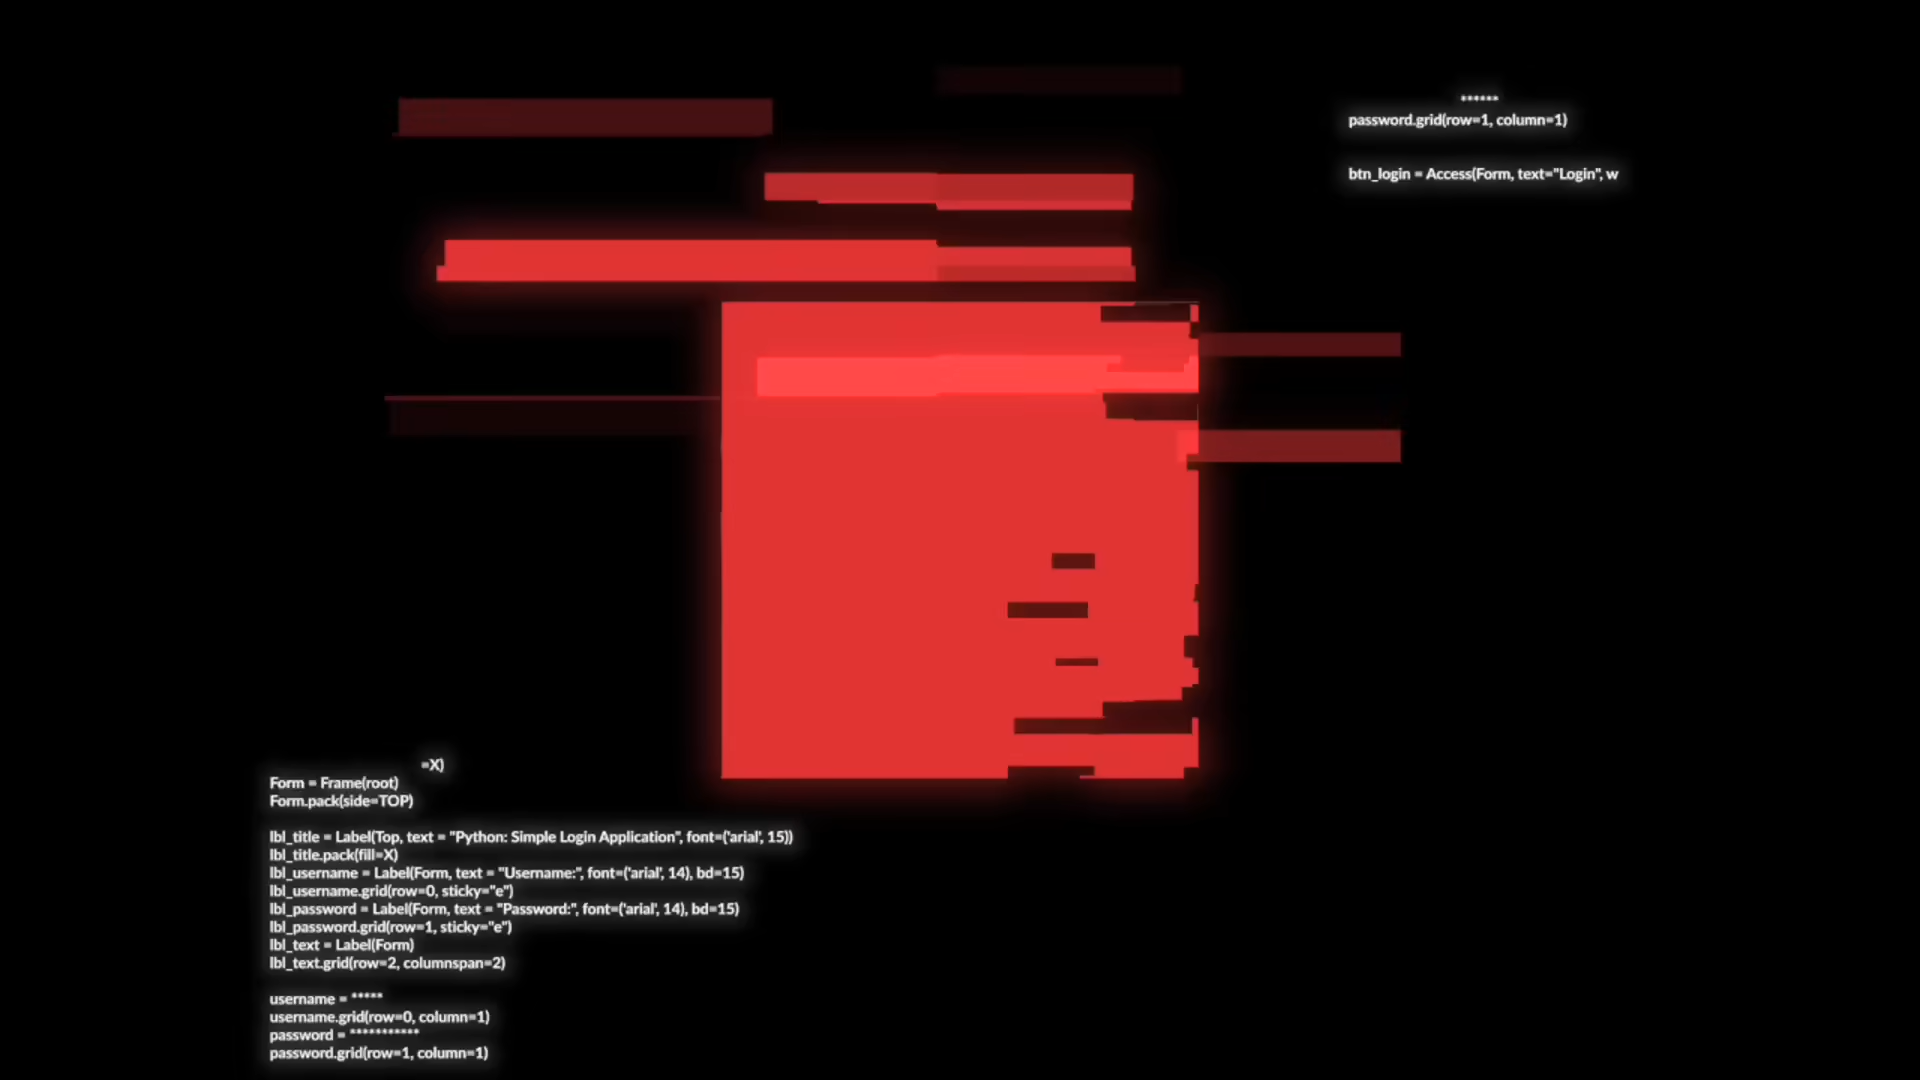 ******
password.grid(row=1, column=1)
btn_login = Access(Form, text="Login", w
=X)
Form = Frame(root)
Form.pack(side=TOP)
lbl_title = Label(Top, text = "Python: Simple Login Application", font=('arial', 15))
lbl_title.pack(fill=X)
lbl_username = Label(Form, text = "Username:", font=('arial', 14), bd=15)
lbl_username.grid(row=0, sticky="e")
lbl_password = Label(Form, text = "Password:", font=('arial', 14), bd=15)
lbl_password.grid(row=1, sticky="e")
lbl_text = Label(Form)
lbl_text.grid(row=2, columnspan=2)
username = *****
username.grid(row=0, column=1)
password = ***********
password.grid(row=1, column=1)